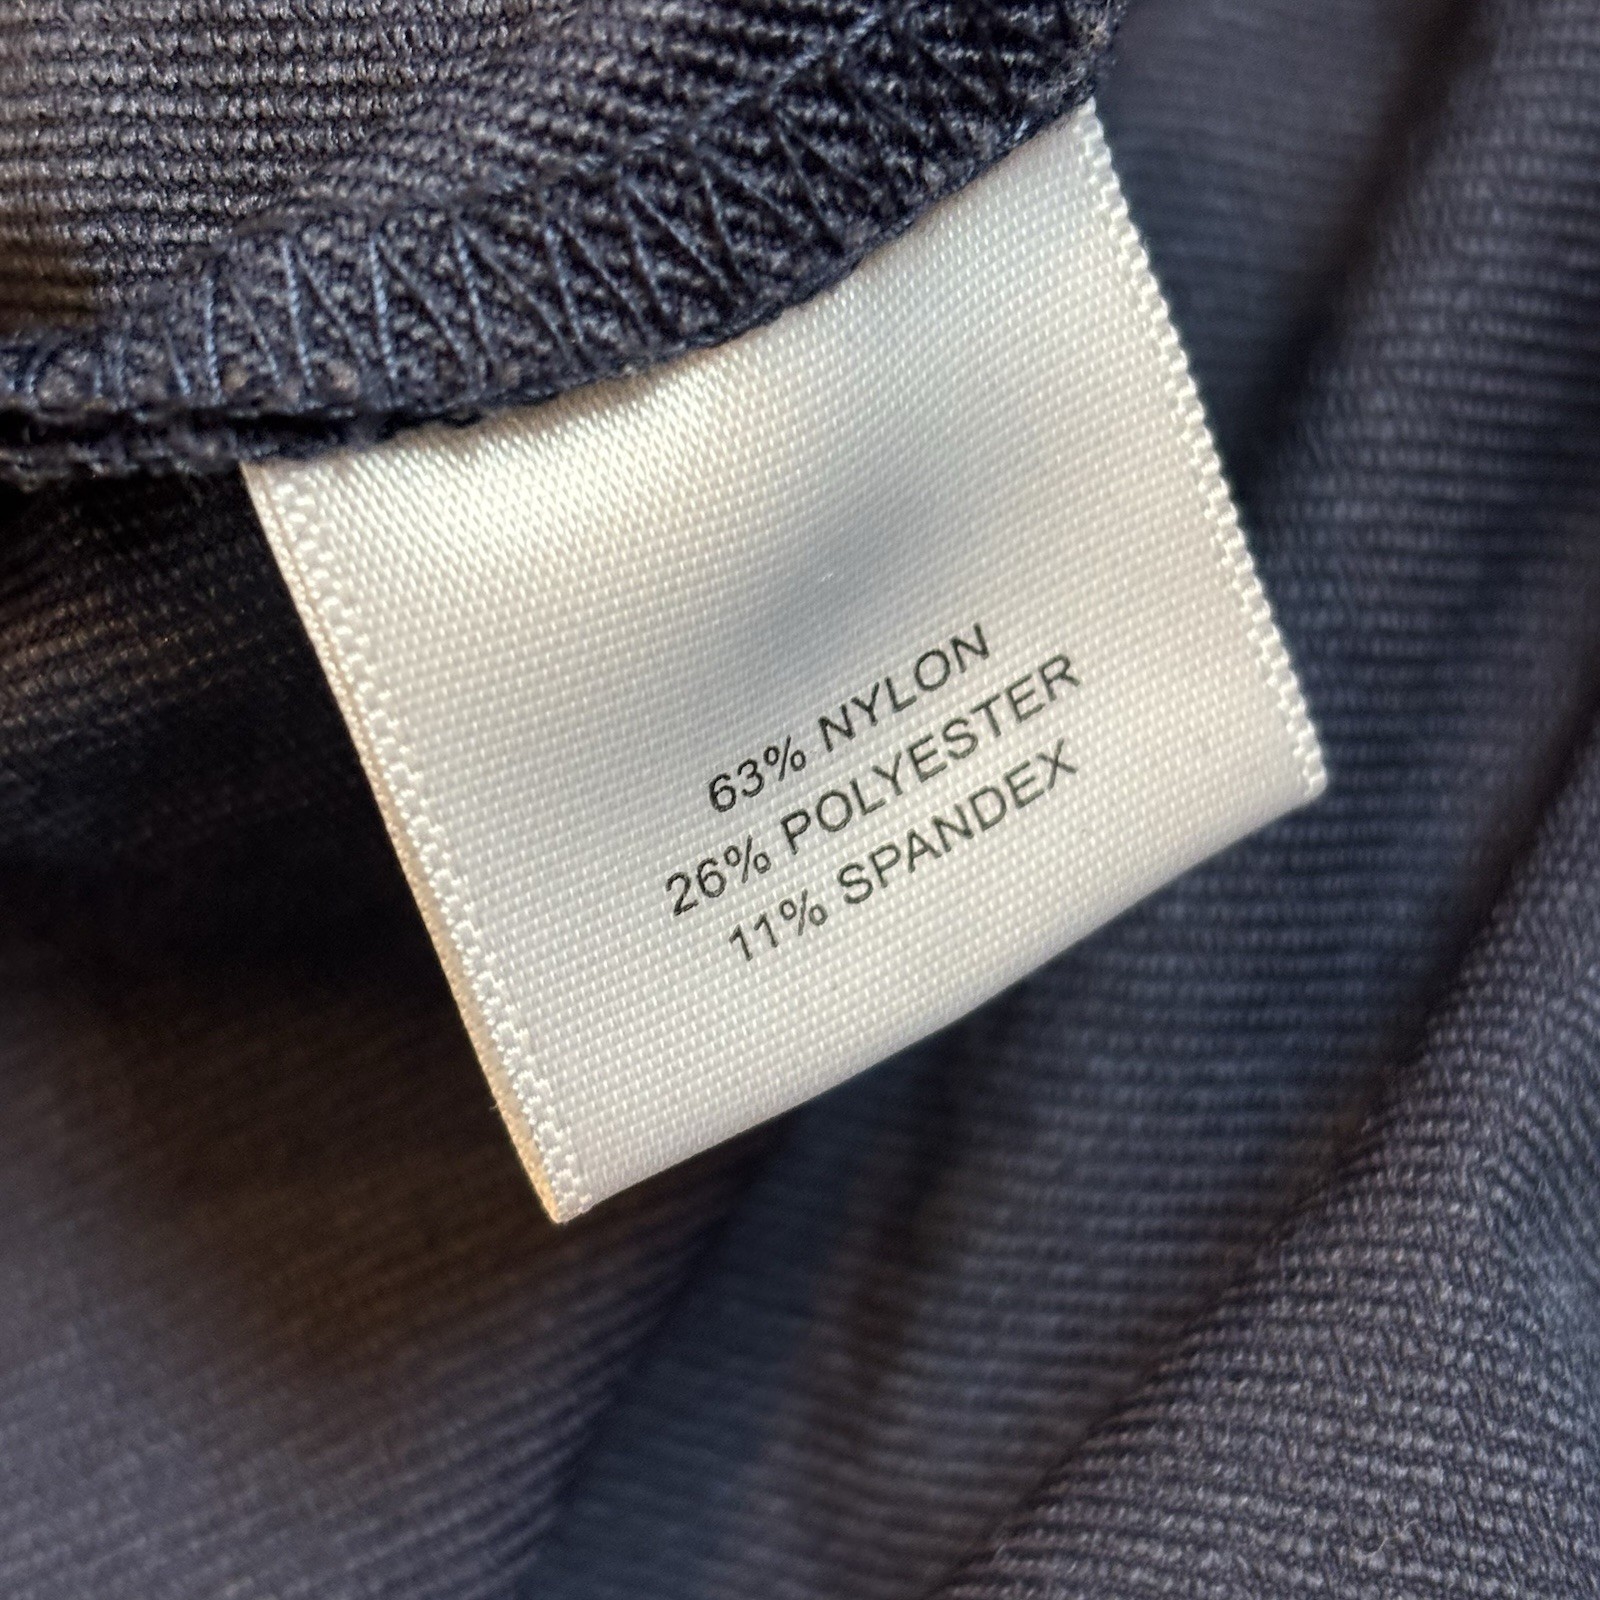 63% NYLON
26% POLYESTER
11% SPANDEX